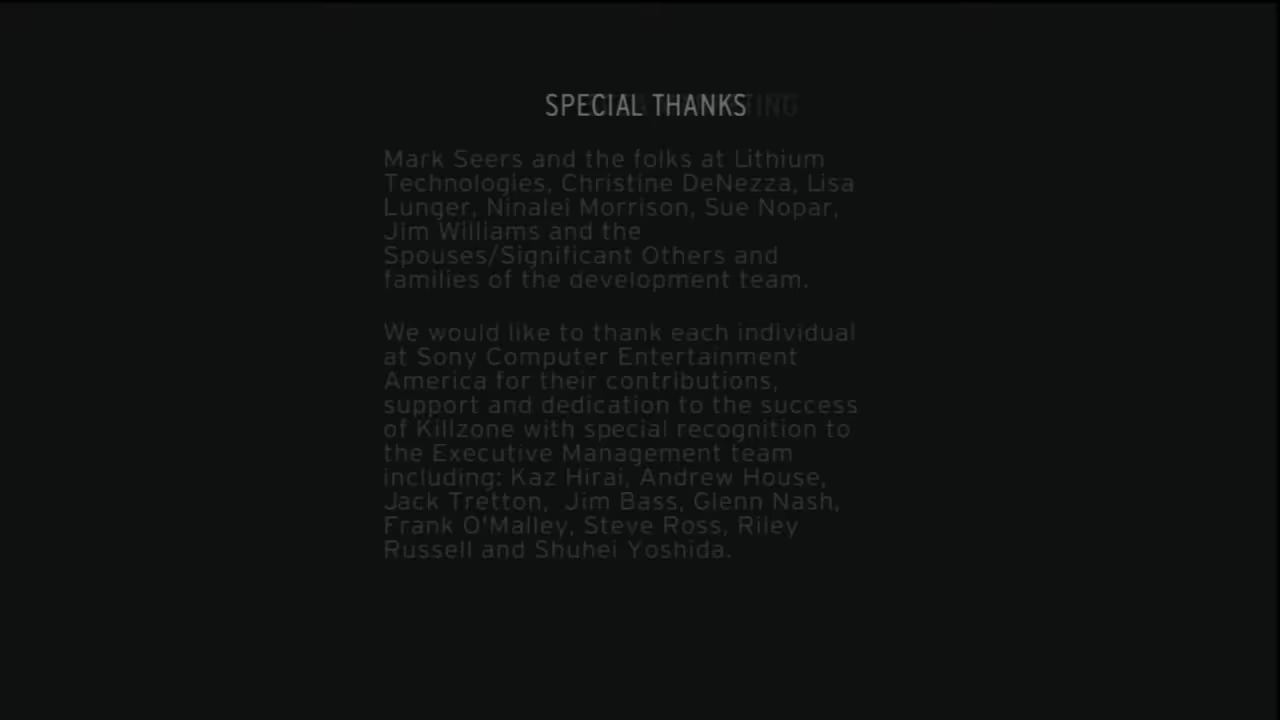 SPECIAL THANKS
Mark Seers and the folks at Lithium
Technologies, Christine DeNezza, Lisa
Lunger, Ninalei Morrison, Sue Nopar,
Jim Williams and the
Spouses/Significant Others and
families of the development team.
We would like to thank each individual
at Sony Computer Entertainment
America for their contributions,
support and dedication to the success
of Killzone with special recognition to
the Executive Management team
including: Kaz Hirai, Andrew House,
Jack Tretton, Jim Bass, Glenn Nash,
Frank O'Malley, Steve Ross, Riley
Russell and Shuhei Yoshida.